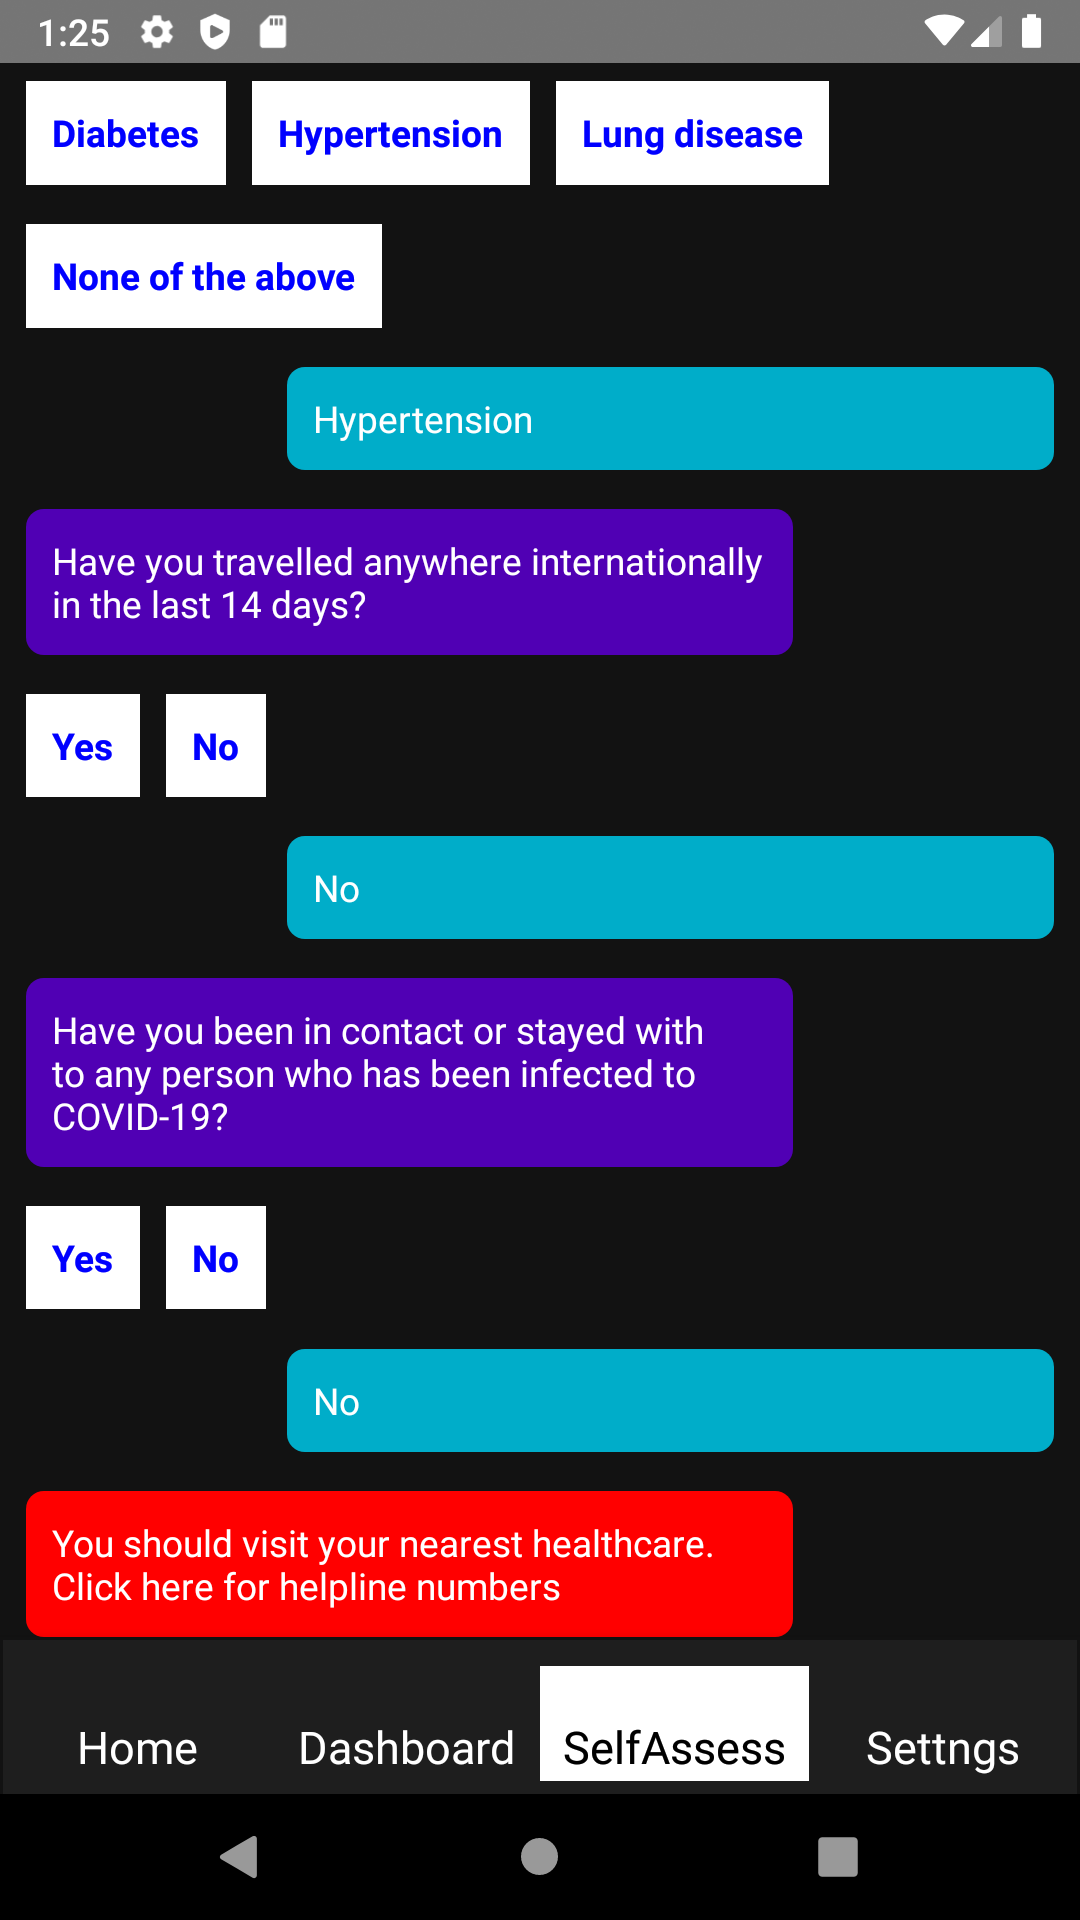 1:25
Diabetes Hypertension Lung disease
None of the above
Hypertension
Have you travelled anywhere internationally
in the last 14 days?
Yes No
No
Have you been in contact or stayed with
to any person who has been infected to
COVID-19?
Yes No
No
You should visit your nearest healthcare.
Click here for helpline numbers
Home Dashboard SelfAssess Settngs